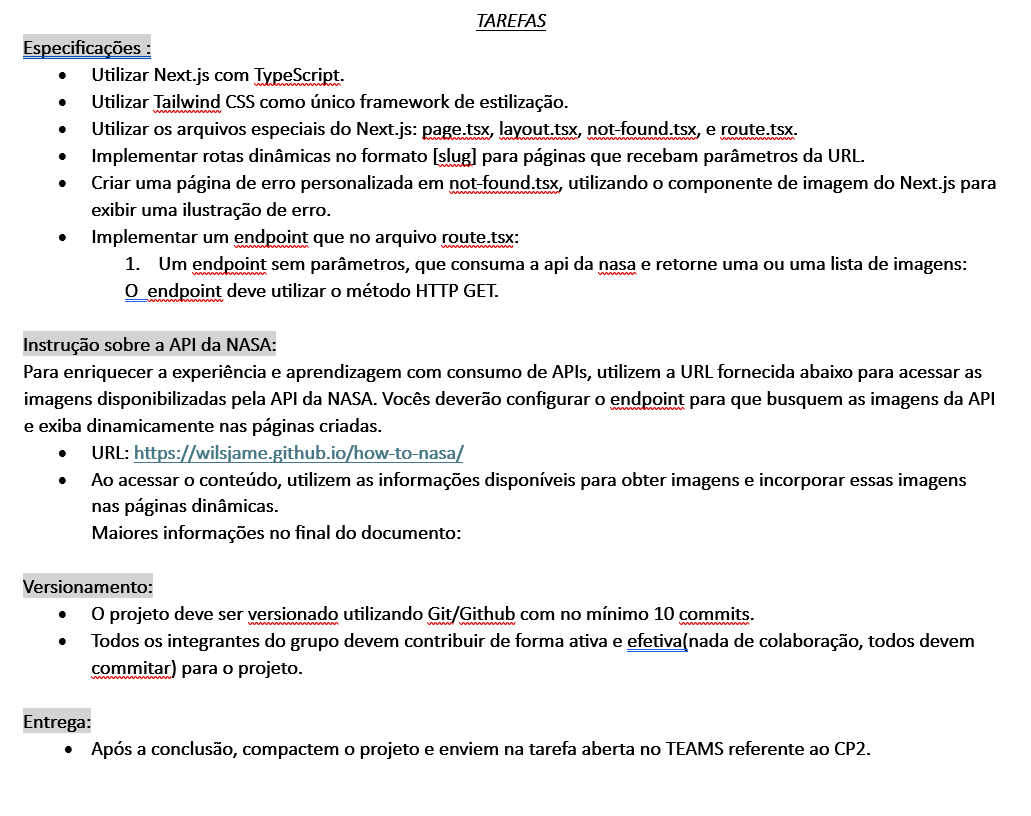 TAREFAS
Especificações :
• Utilizar Next.js com TypeScript.
• Utilizar Tailwind CSS como único framework de estilização.
• Utilizar os arquivos especiais do Next.js: page.tsx, layout.tsx, not-found.tsx, e route.tsx.
• Implementar rotas dinâmicas no formato [slug] para páginas que recebam parâmetros da URL.
• Criar uma página de erro personalizada em not-found.tsx, utilizando o componente de imagem do Next.js para
exibir uma ilustração de erro.
• Implementar um endpoint que no arquivo route.tsx:
1. Um endpoint sem parâmetros, que consuma a api da nasa e retorne uma ou uma lista de imagens:
O endpoint deve utilizar o método HTTP GET.
Instrução sobre a API da NASA:
Para enriquecer a experiência e aprendizagem com consumo de APIs, utilizem a URL fornecida abaixo para acessar as
imagens disponibilizadas pela API da NASA. Vocês deverão configurar o endpoint para que busquem as imagens da API
e exiba dinamicamente nas páginas criadas.
• URL: https://wilsjame.github.io/how-to-nasa/
• Ao acessar o conteúdo, utilizem as informações disponíveis para obter imagens e incorporar essas imagens
nas páginas dinâmicas.
Maiores informações no final do documento:
Versionamento:
• O projeto deve ser versionado utilizando Git/Github com no mínimo 10 commits.
• Todos os integrantes do grupo devem contribuir de forma ativa e efetiva(nada de colaboração, todos devem
commitar) para o projeto.
Entrega:
• Após a conclusão, compactem o projeto e enviem na tarefa aberta no TEAMS referente ao CP2.